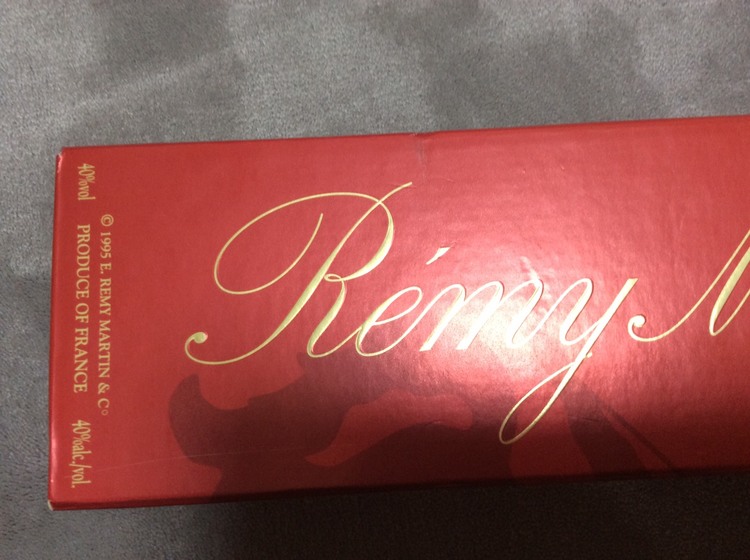 Rémy M
40%vol
© 1995 E. REMY MARTIN & C°
PRODUCE OF FRANCE
40%alc./vol.